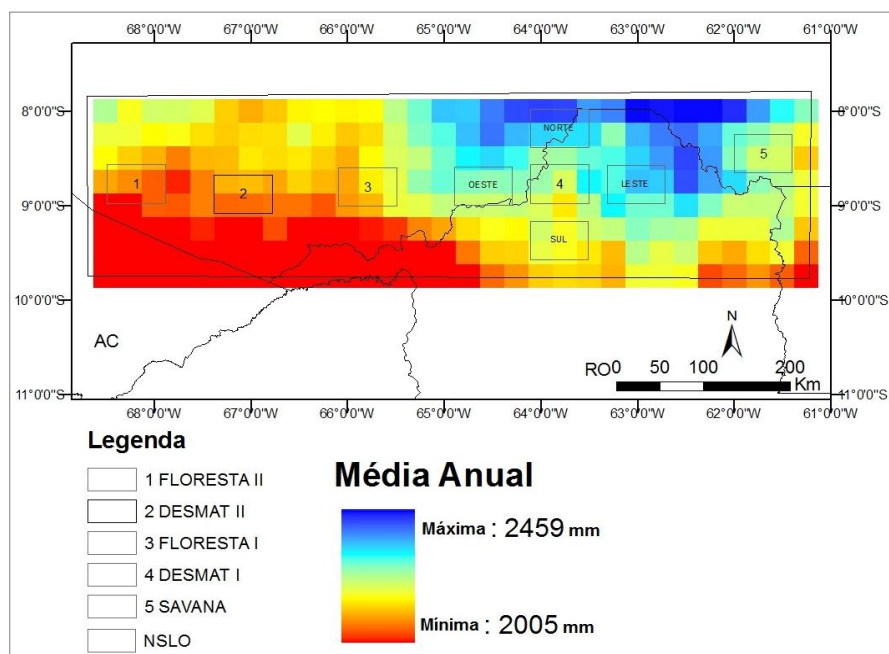 68°0'0"W 67°0'0"W 66°0'0"W 65°0'0"W 64°0'0"W 63°0'0"W 62°0'0"W 61°0'0"W
8°0'0"S 8°0'0"S
NORTE
5
1 2 3 OESTE 4 LESTE
9°0'0"S 9°0'0"S
SUL
10°0'0"S 10°0'0"S
N
AC
RO 0 50 100 200
Km
11°0'0"S 11°0'0"S
68°0'0"W 67°0'0"W 66°0'0"W 65°0'0"W 64°0'0"W 63°0'0"W 62°0'0"W 61°0'0"W
Legenda
1 FLORESTA II
2 DESMAT II
3 FLORESTA I
4 DESMAT I
5 SAVANA
NSLO
Média Anual
Máxima : 2459 mm
Mínima : 2005 mm